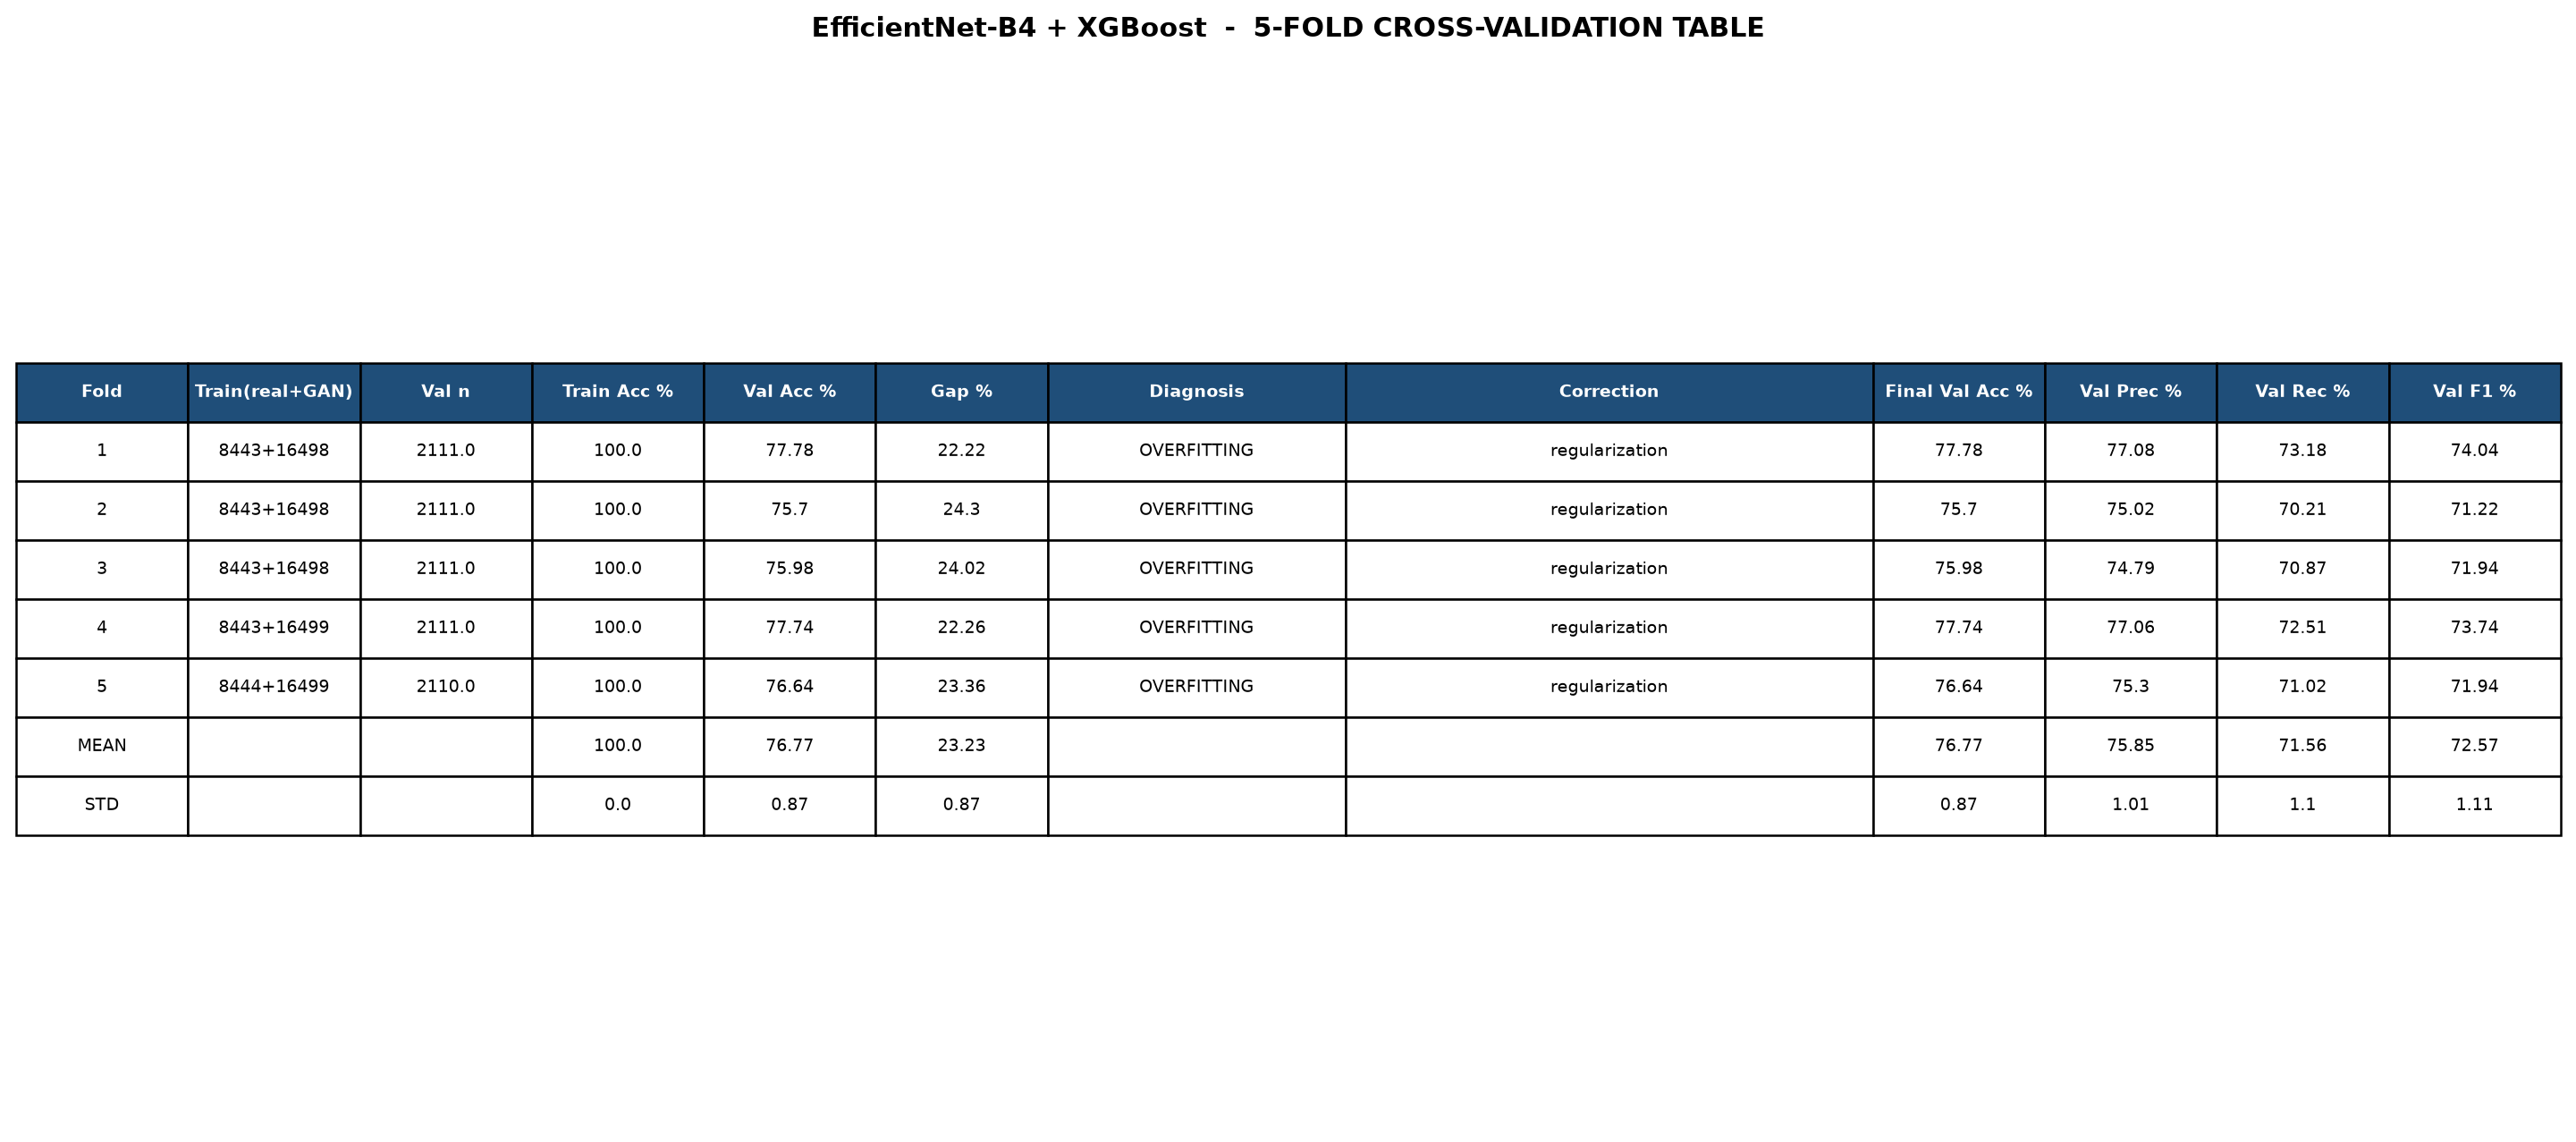 EfficientNet-B4 + XGBoost - 5-FOLD CROSS-VALIDATION TABLE
Fold Train(real+GAN) Val n Train Acc % Val Acc % Gap % Diagnosis Correction Final Val Acc % Val Prec % Val Rec % Val F1 %
1 8443+16498 2111.0 100.0 77.78 22.22 OVERFITTING regularization 77.78 77.08 73.18 74.04
2 8443+16498 2111.0 100.0 75.7 24.3 OVERFITTING regularization 75.7 75.02 70.21 71.22
3 8443+16498 2111.0 100.0 75.98 24.02 OVERFITTING regularization 75.98 74.79 70.87 71.94
4 8443+16499 2111.0 100.0 77.74 22.26 OVERFITTING regularization 77.74 77.06 72.51 73.74
5 8444+16499 2110.0 100.0 76.64 23.36 OVERFITTING regularization 76.64 75.3 71.02 71.94
MEAN 100.0 76.77 23.23 76.77 75.85 71.56 72.57
STD 0.0 0.87 0.87 0.87 1.01 1.1 1.11